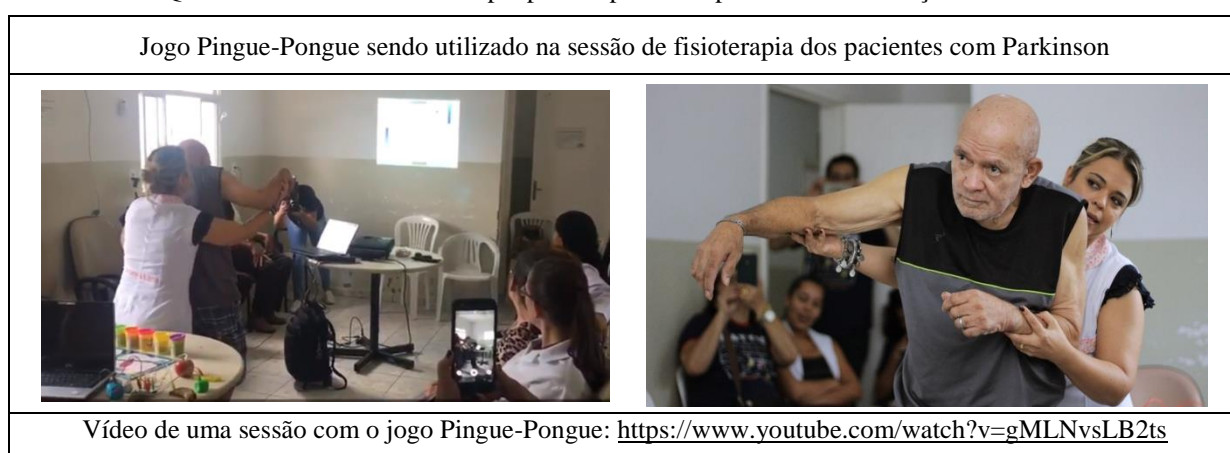 Jogo Pingue-Pongue sendo utilizado na sessão de fisioterapia dos pacientes com Parkinson
Vídeo de uma sessão com o jogo Pingue-Pongue: https://www.youtube.com/watch?v=gMLNvsLB2ts